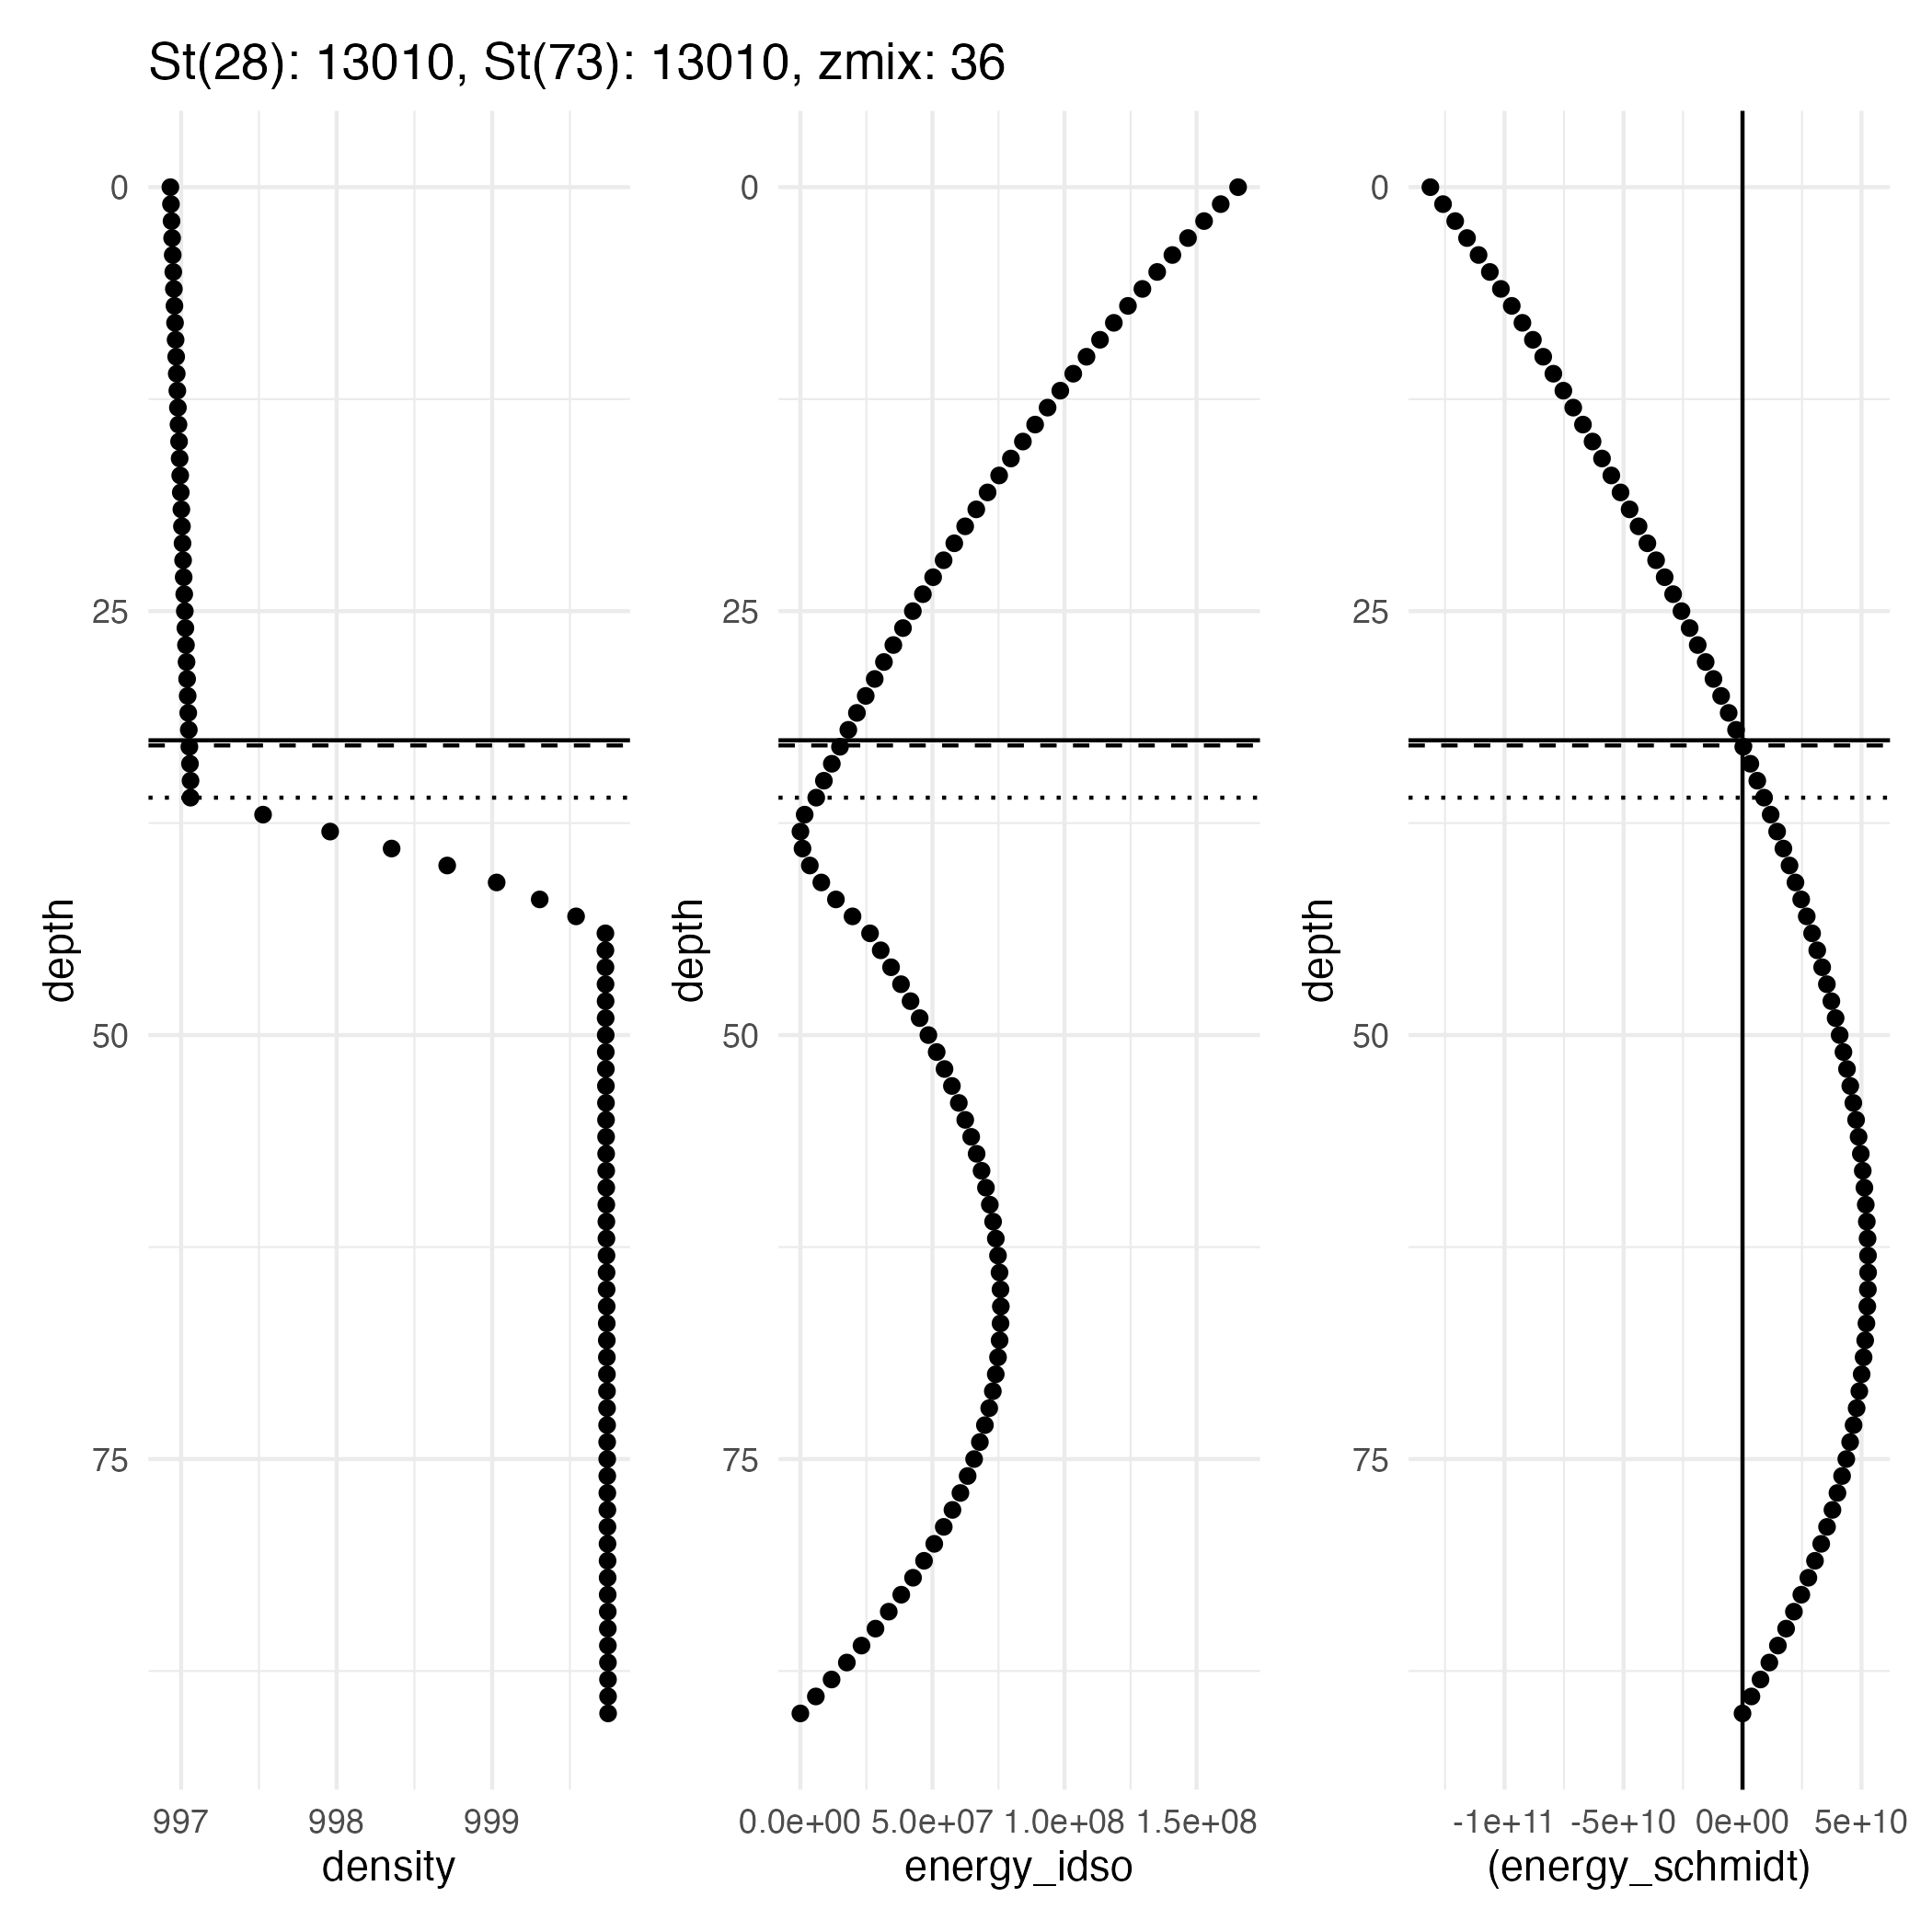 St(28): 13010, St(73): 13010, zmix: 36
0
25
50
75
depth
997 998 999
density
0
25
50
75
depth
0.0e+00 5.0e+07 1.0e+08 1.5e+08
energy_idso
0
25
50
75
depth
-1e+11 -5e+10 0e+00 5e+10
(energy_schmidt)